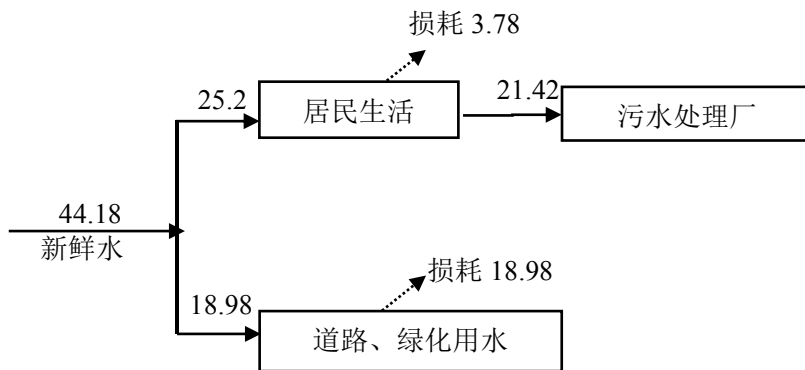 损耗 3.78
25.2
居民生活
21.42
污水处理厂
44.18
新鲜水
损耗 18.98
18.98
道路、绿化用水